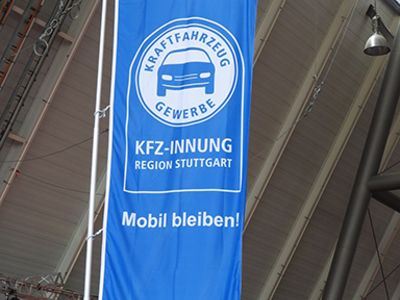 KRAFTFAHRZEUG
GEWERBE
KFZ-INNUNG
REGION STUTTGART
Mobil bleiben!